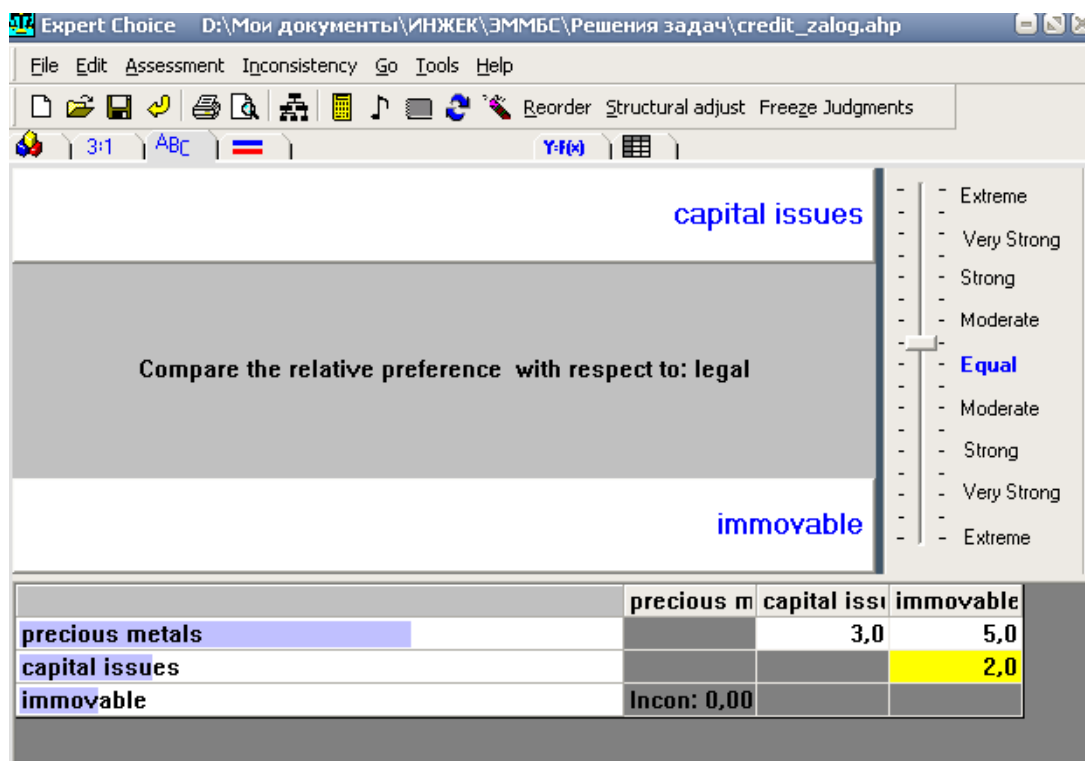 Expert Choice D:\Мои документы\ИНЖЕК\ЭММБС\Решения задач\credit_zalog.ahp
File Edit Assessment Inconsistency Go Tools Help
Reorder Structural adjust Freeze Judgments
3:1 ABC Y=F(x)
capital issues
Compare the relative preference with respect to: legal
immovable
Extreme
Very Strong
Strong
Moderate
Equal
Moderate
Strong
Very Strong
Extreme
precious m capital issu immovable
precious metals 3,0 5,0
capital issues 2,0
immovable Incon: 0,00